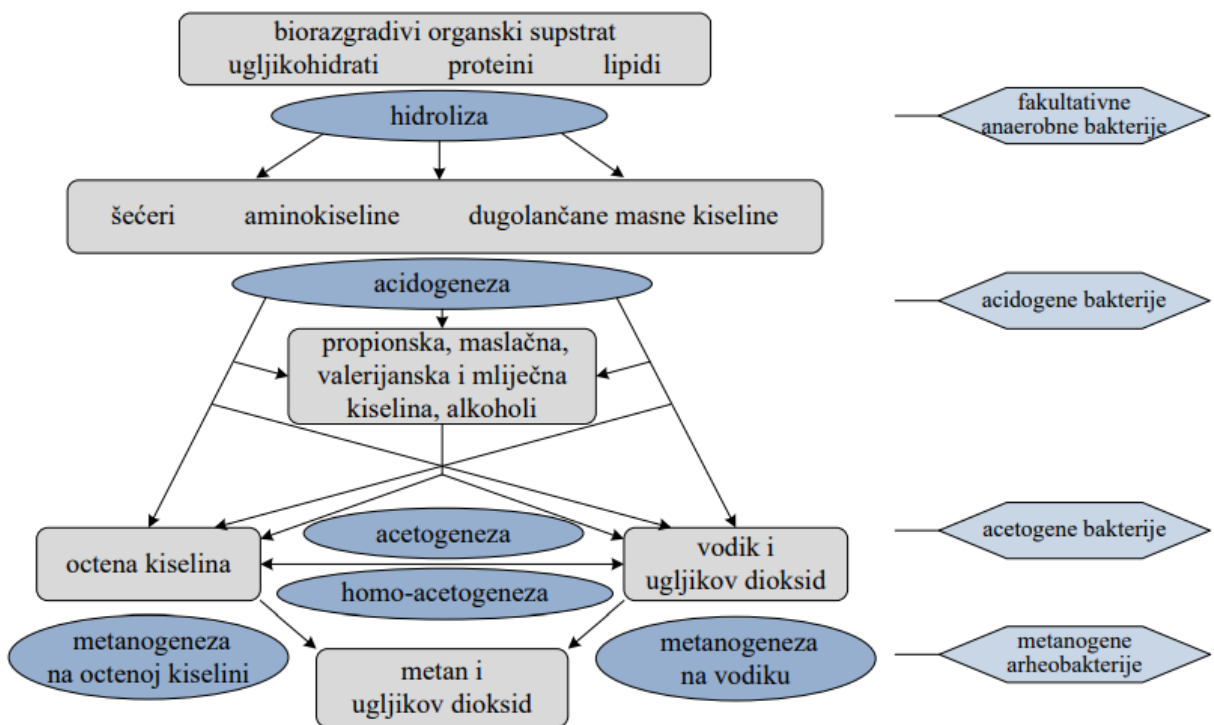 biorazgradivi organski supstrat
ugljikohidrati proteini lipidi
hidroliza
fakultativne
anaerobne bakterije
šećeri aminokiseline dugolančane masne kiseline
acidogeneza
acidogene bakterije
propionska, maslačna,
valerijanska i mliječna
kiselina, alkoholi
acetogeneza
acetogene bakterije
octena kiselina
vodik i
ugljikov dioksid
homo-acetogeneza
metanogeneza
na octenoj kiselini
metan i
ugljikov dioksid
metanogeneza
na vodiku
metanogene
arheobakterije